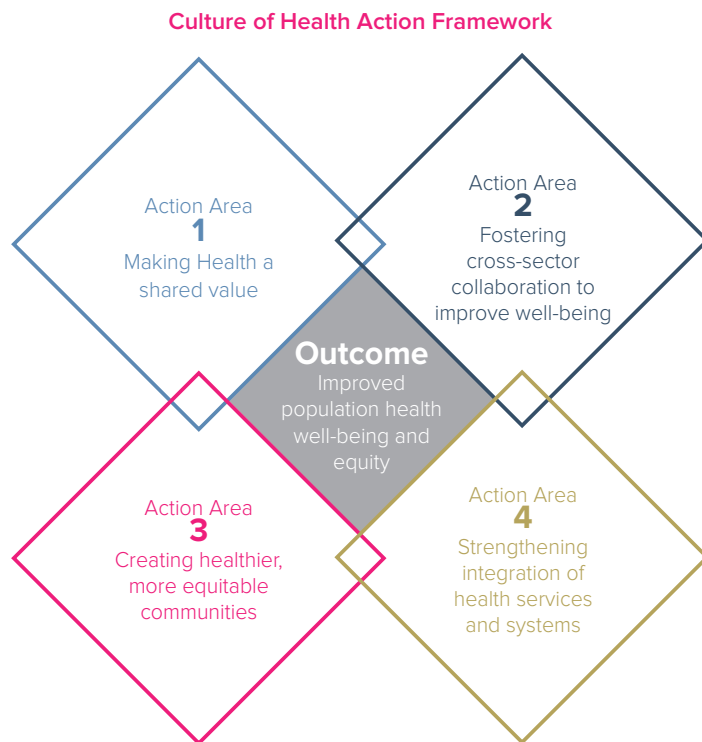 Culture of Health Action Framework
Action Area
1
Making Health a
shared value
Action Area
2
Fostering
cross-sector
collaboration to
improve well-being
Outcome
Improved
population health
well-being and
equity
Action Area
3
Creating healthier,
more equitable
communities
Action Area
4
Strengthening
integration of
health services
and systems